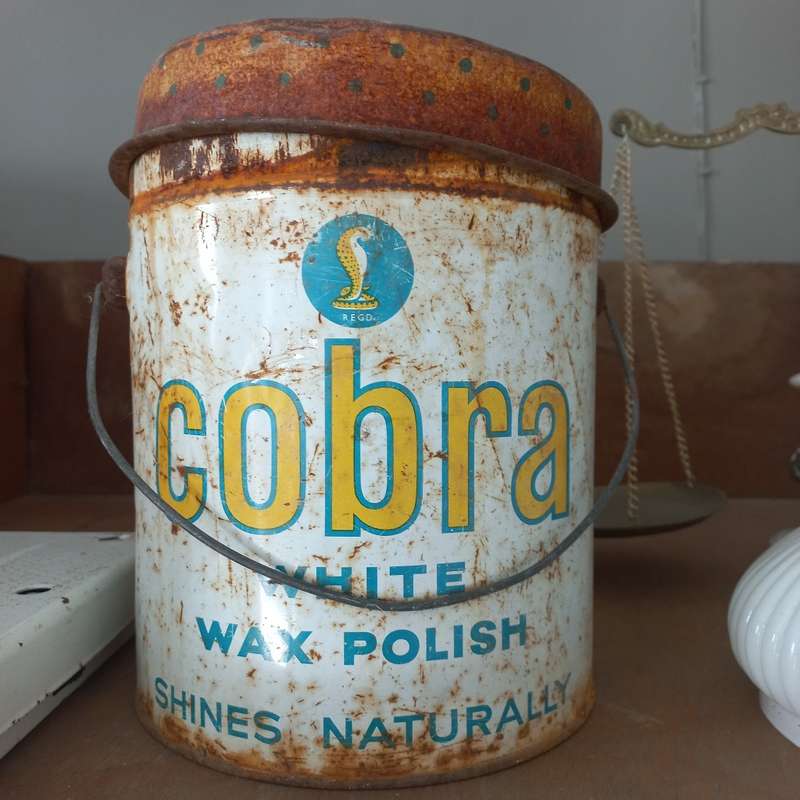 REGD.
cobra
WHITE
WAX POLISH
SHINES NATURALLY